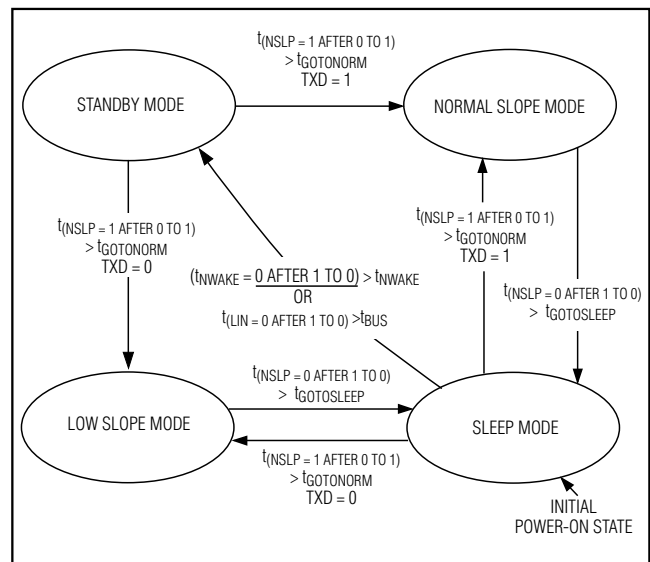 t(NSLP = 1 AFTER 0 TO 1)
> tGOTONORM
TXD = 1
STANDBY MODE
NORMAL SLOPE MODE
t(NSLP = 1 AFTER 0 TO 1)
> tGOTONORM
TXD = 0
t(NSLP = 1 AFTER 0 TO 1)
> tGOTONORM
TXD = 1
(tNWAKE = 0 AFTER 1 TO 0) > tNWAKE
OR
t(LIN = 0 AFTER 1 TO 0) >tBUS
t(NSLP = 0 AFTER 1 TO 0)
> tGOTOSLEEP
t(NSLP = 0 AFTER 1 TO 0)
> tGOTOSLEEP
LOW SLOPE MODE
SLEEP MODE
t(NSLP = 1 AFTER 0 TO 1)
> tGOTONORM
TXD = 0
INITIAL
POWER-ON STATE